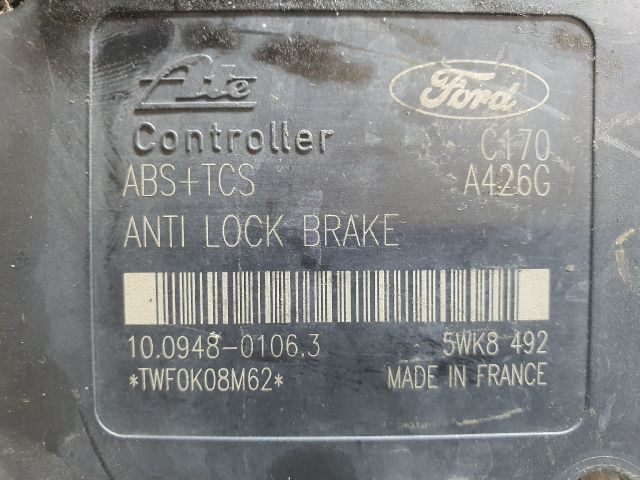 Ate
Ford
Controller
C170
ABS+TCS
A426G
ANTI LOCK BRAKE
10.0948-0106.3
5WK8 492
*TWF0K08M62*
MADE IN FRANCE